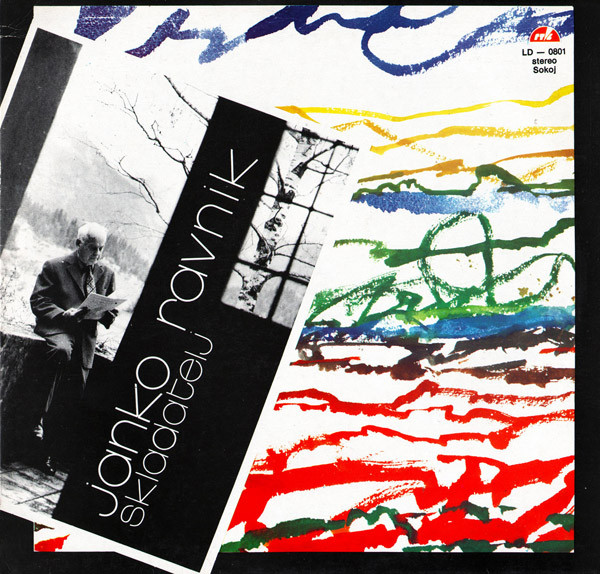 LD — 0801
stereo
Sokoj
janko ravnik
skladatelj